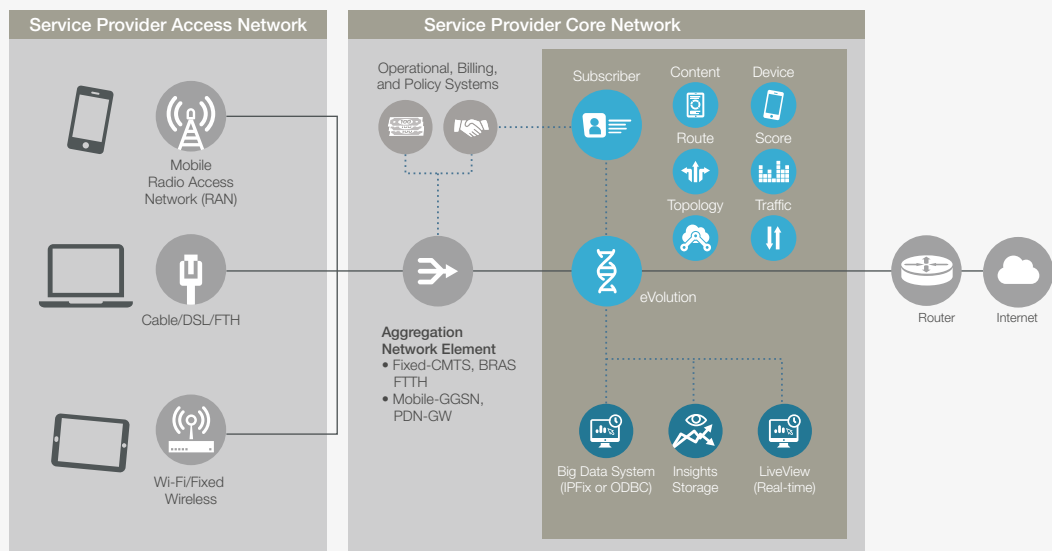 Service Provider Access Network
Mobile
Radio Access
Network (RAN)
Cable/DSL/FTH
Wi-Fi/Fixed
Wireless
Service Provider Core Network
Operational, Billing,
and Policy Systems
Aggregation
Network Element
• Fixed-CMTS, BRAS
FTTH
• Mobile-GGSN,
PDN-GW
Subscriber
Content
Device
Route
Score
Topology
Traffic
eVolution
Big Data System
(IPFix or ODBC)
Insights
Storage
LiveView
(Real-time)
Router
Internet